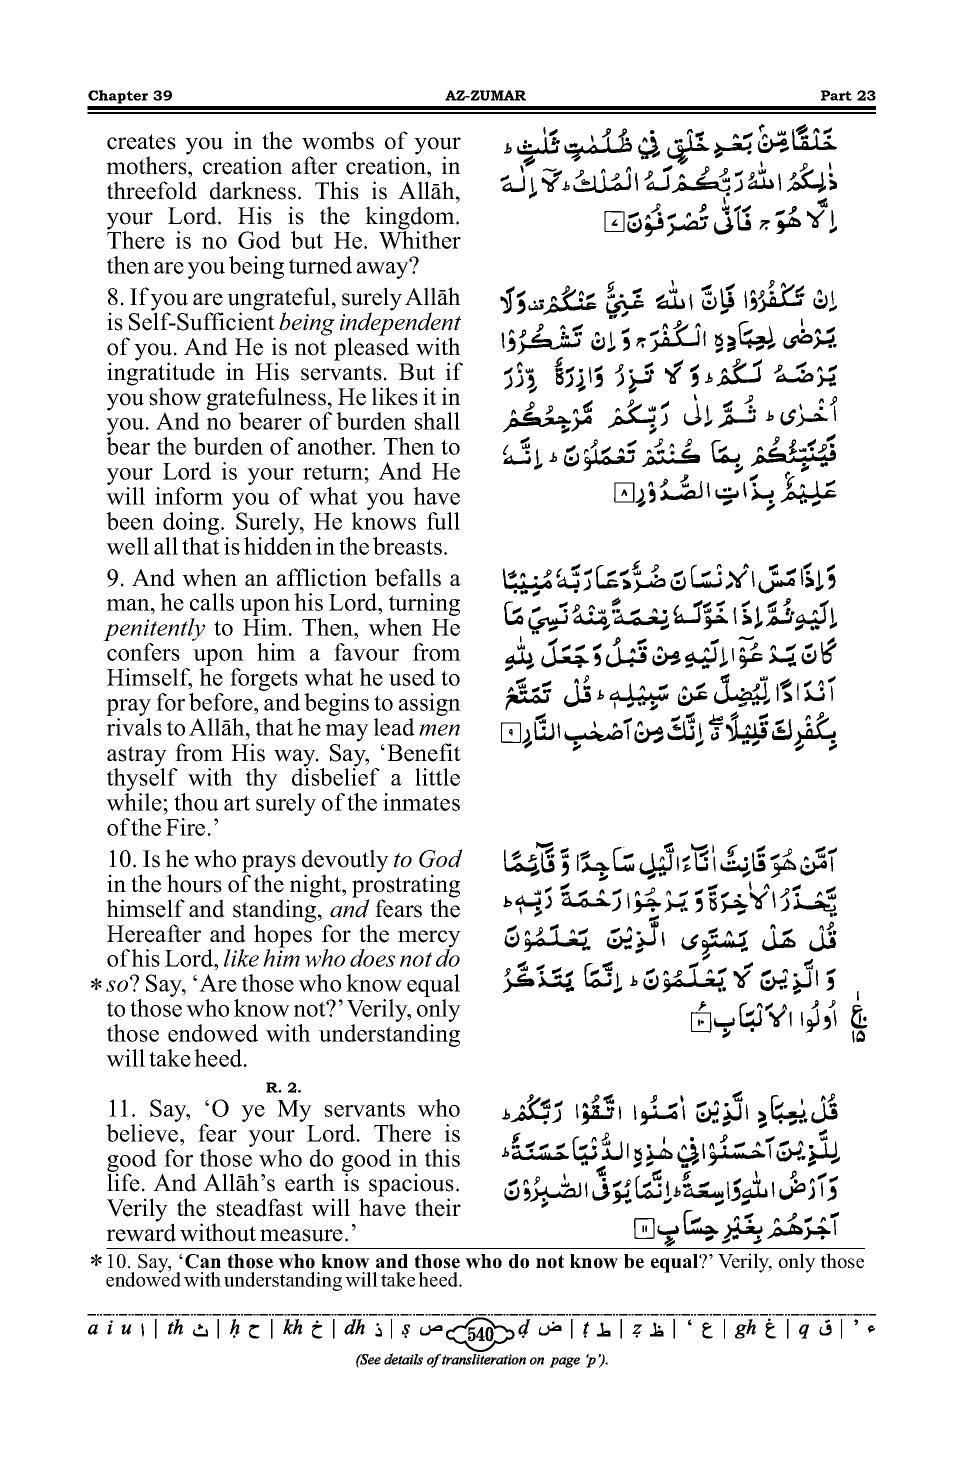 Chapter 39 AZ-ZUMAR Part 23
creates you in the wombs of your
mothers, creation after creation, in
threefold darkness. This is Allāh,
your Lord. His is the kingdom.
There is no God but He. Whither
then are you being turned away?
خَلْقًا مِّنْۢ بَعْدِ خَلْقٍ فِيْ ظُلُمٰتٍ ثَلٰثٍ ؕ
ذٰلِكُمُ اللّٰهُ رَبُّكُمْ لَهُ الْمُلْكُ ؕ لَاۤ اِلٰهَ
اِلَّا هُوَ ۚ فَاَنّٰى تُصْرَفُوْنَ ۷
8. If you are ungrateful, surely Allāh
is Self-Sufficient being independent
of you. And He is not pleased with
ingratitude in His servants. But if
you show gratefulness, He likes it in
you. And no bearer of burden shall
bear the burden of another. Then to
your Lord is your return; And He
will inform you of what you have
been doing. Surely, He knows full
well all that is hidden in the breasts.
اِنْ تَكْفُرُوْا فَاِنَّ اللّٰهَ غَنِيٌّ عَنْكُمْ ۟ وَلَا
يَرْضٰى لِعِبَادِهِ الْكُفْرَ ۚ وَ اِنْ تَشْكُرُوْا
يَرْضَهُ لَكُمْ ؕ وَ لَا تَزِرُ وَازِرَةٌ وِّزْرَ
اُخْرٰى ؕ ثُمَّ اِلٰى رَبِّكُمْ مَّرْجِعُكُمْ
فَيُنَبِّئُكُمْ بِمَا كُنْتُمْ تَعْمَلُوْنَ ؕ اِنَّهٗ
عَلِيْمٌۢ بِذَاتِ الصُّدُوْرِ ۸
9. And when an affliction befalls a
man, he calls upon his Lord, turning
penitently to Him. Then, when He
confers upon him a favour from
Himself, he forgets what he used to
pray for before, and begins to assign
rivals to Allāh, that he may lead men
astray from His way. Say, ‘Benefit
thyself with thy disbelief a little
while; thou art surely of the inmates
of the Fire.’
وَ اِذَا مَسَّ الْاِنْسَانَ ضُرٌّ دَعَا رَبَّهٗ مُنِيْبًا
اِلَيْهِ ثُمَّ اِذَا خَوَّلَهٗ نِعْمَةً مِّنْهُ نَسِيَ مَا
كَانَ يَدْعُوْۤا اِلَيْهِ مِنْ قَبْلُ وَ جَعَلَ لِلّٰهِ
اَنْدَادًا لِّيُضِلَّ عَنْ سَبِيْلِهٖ ؕ قُلْ تَمَتَّعْ
بِكُفْرِكَ قَلِيْلًا ۖ اِنَّكَ مِنْ اَصْحٰبِ النَّارِ ۹
10. Is he who prays devoutly to God
in the hours of the night, prostrating
himself and standing, and fears the
Hereafter and hopes for the mercy
of his Lord, like him who does not do
* so? Say, ‘Are those who know equal
to those who know not?’ Verily, only
those endowed with understanding
will take heed.
اَمَّنْ هُوَ قَانِتٌ اٰنَآءَ الَّيْلِ سَاجِدًا وَّ قَآئِمًا
يَّحْذَرُ الْاٰخِرَةَ وَ يَرْجُوْا رَحْمَةَ رَبِّهٖ ؕ
قُلْ هَلْ يَسْتَوِى الَّذِيْنَ يَعْلَمُوْنَ
وَ الَّذِيْنَ لَا يَعْلَمُوْنَ ؕ اِنَّمَا يَتَذَكَّرُ
اُولُوا الْاَلْبَابِ ۱۰
R. 2.
11. Say, ‘O ye My servants who
believe, fear your Lord. There is
good for those who do good in this
life. And Allāh’s earth is spacious.
Verily the steadfast will have their
reward without measure.’
قُلْ يٰعِبَادِ الَّذِيْنَ اٰمَنُوا اتَّقُوْا رَبَّكُمْ ؕ
لِلَّذِيْنَ اَحْسَنُوْا فِيْ هٰذِهِ الدُّنْيَا حَسَنَةٌ ؕ
وَ اَرْضُ اللّٰهِ وَاسِعَةٌ ؕ اِنَّمَا يُوَفَّى الصّٰبِرُوْنَ
اَجْرَهُمْ بِغَيْرِ حِسَابٍ ۱۱
* 10. Say, ‘Can those who know and those who do not know be equal?’ Verily, only those
endowed with understanding will take heed.
a i u ا | th ث | ḥ ح | kh خ | dh ذ | ṣ ص 540 ḍ ض | ṭ ط | ẓ ظ | ‘ ع | gh غ | q ق | ’ ء
(See details of transliteration on page ‘p’).